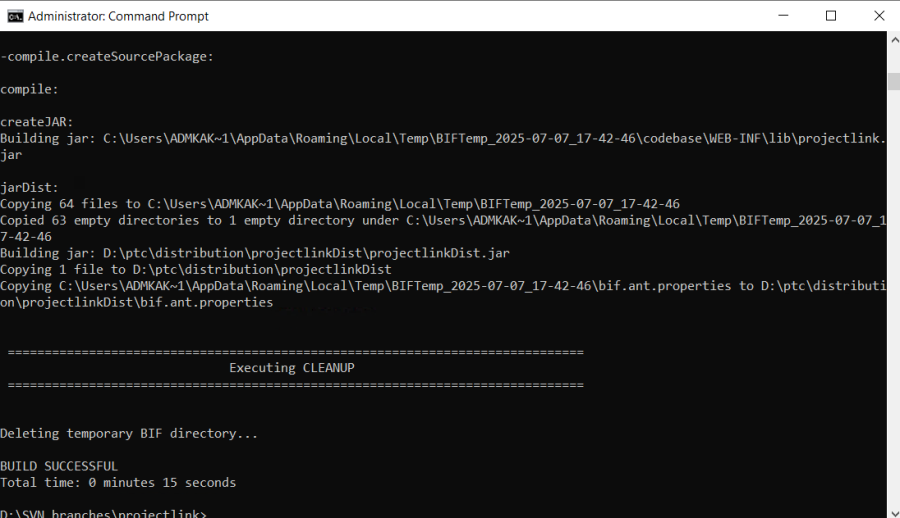 Administrator: Command Prompt
-compile.createSourcePackage:
compile:
createJAR:
Building jar: C:\Users\ADMKAK~1\AppData\Roaming\Local\Temp\BIFTemp_2025-07-07_17-42-46\codebase\WEB-INF\lib\projectlink.
jar
jarDist:
Copying 64 files to C:\Users\ADMKAK~1\AppData\Roaming\Local\Temp\BIFTemp_2025-07-07_17-42-46
Copied 63 empty directories to 1 empty directory under C:\Users\ADMKAK~1\AppData\Roaming\Local\Temp\BIFTemp_2025-07-07_1
7-42-46
Building jar: D:\ptc\distribution\projectlinkDist\projectlinkDist.jar
Copying 1 file to D:\ptc\distribution\projectlinkDist
Copying C:\Users\ADMKAK~1\AppData\Roaming\Local\Temp\BIFTemp_2025-07-07_17-42-46\bif.ant.properties to D:\ptc\distributi
on\projectlinkDist\bif.ant.properties
==============================================================================
Executing CLEANUP
==============================================================================
Deleting temporary BIF directory...
BUILD SUCCESSFUL
Total time: 0 minutes 15 seconds
D:\SVN_branches\projectlink>